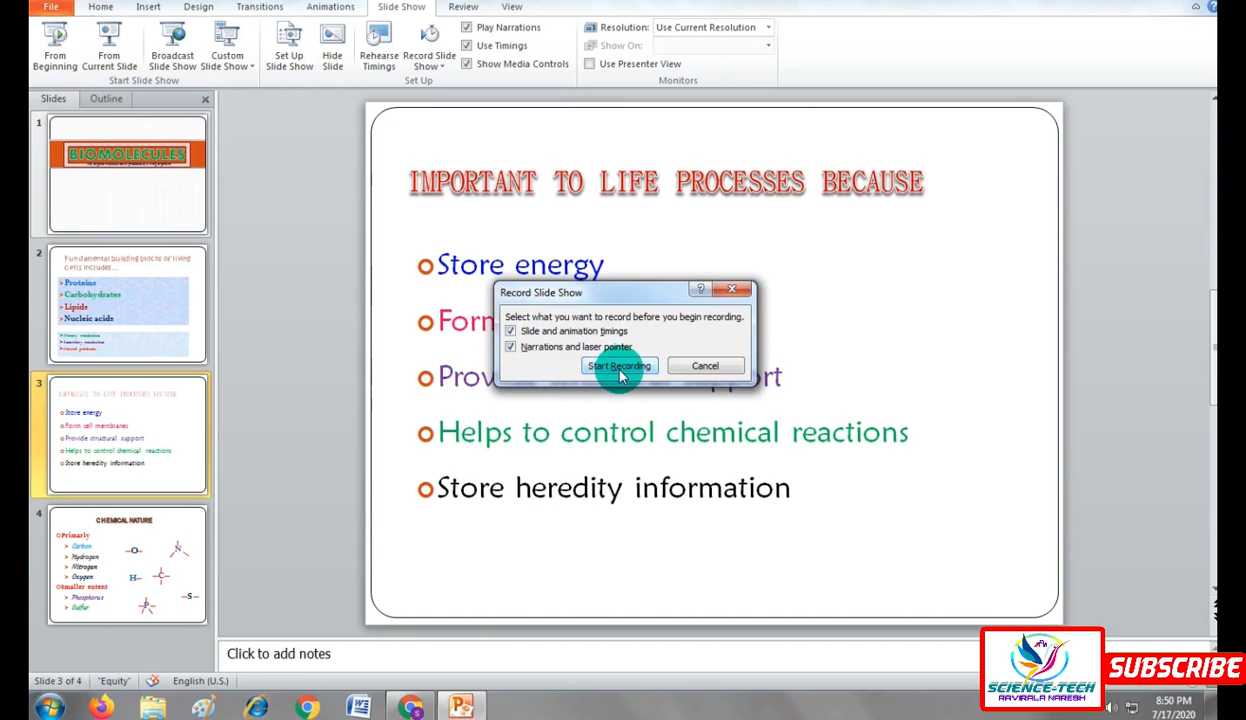 File Home Insert Design Transitions Animations Slide Show Review View
From Beginning
From Current Slide
Broadcast Slide Show
Custom Slide Show
Set Up Slide Show
Hide Slide
Rehearse Timings
Record Slide Show
Play Narrations
Use Timings
Show Media Controls
Resolution: Use Current Resolution
Show On:
Use Presenter View
Start Slide Show Set Up Monitors
Slides Outline
1
BIOMOLECULES
2
Fundamental building blocks of living
Cells includes...
Proteins
Carbohydrates
Lipids
Nucleic acids
3
IMPORTANT TO LIFE PROCESSES BECAUSE
Store energy
Form cell membranes
Provide structural support
Helps to control chemical reactions
Store heredity information
4
CHEMICAL NATURE
Primarily
Carbon
Hydrogen
Nitrogen
Oxygen
Smaller extent
Phosphorus
Sulfur
O N
H C
P S
IMPORTANT TO LIFE PROCESSES BECAUSE
Store energy
Form
Prov port
Helps to control chemical reactions
Store heredity information
Record Slide Show
?
Select what you want to record before you begin recording.
Slide and animation timings
Narrations and laser pointer
Start Recording Cancel
Click to add notes
Slide 3 of 4 "Equity" English (U.S.)
SCIENCE-TECH
RAVIRALA NARESH
SUBSCRIBE
8:50 PM
7/17/2020